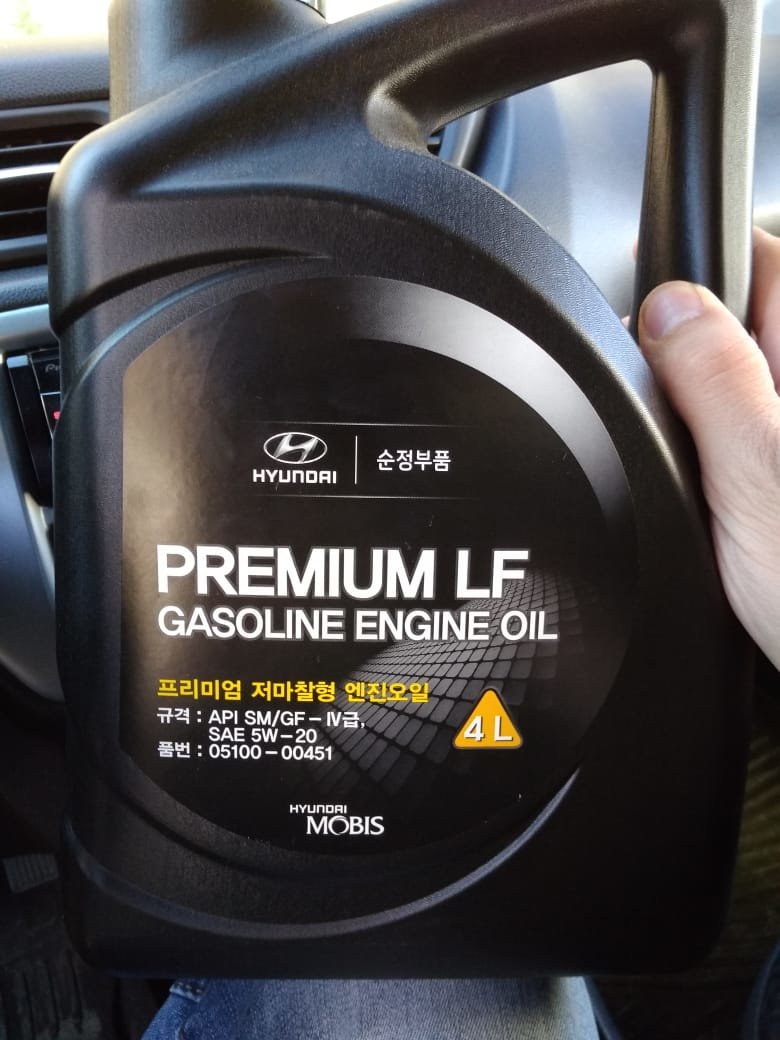 HYUNDAI
순정부품
PREMIUM LF
GASOLINE ENGINE OIL
프리미엄 저마찰형 엔진오일
규격 : API SM/GF-Ⅳ급,
SAE 5W-20
품번 : 05100-00451
4 L
HYUNDAI
MOBIS